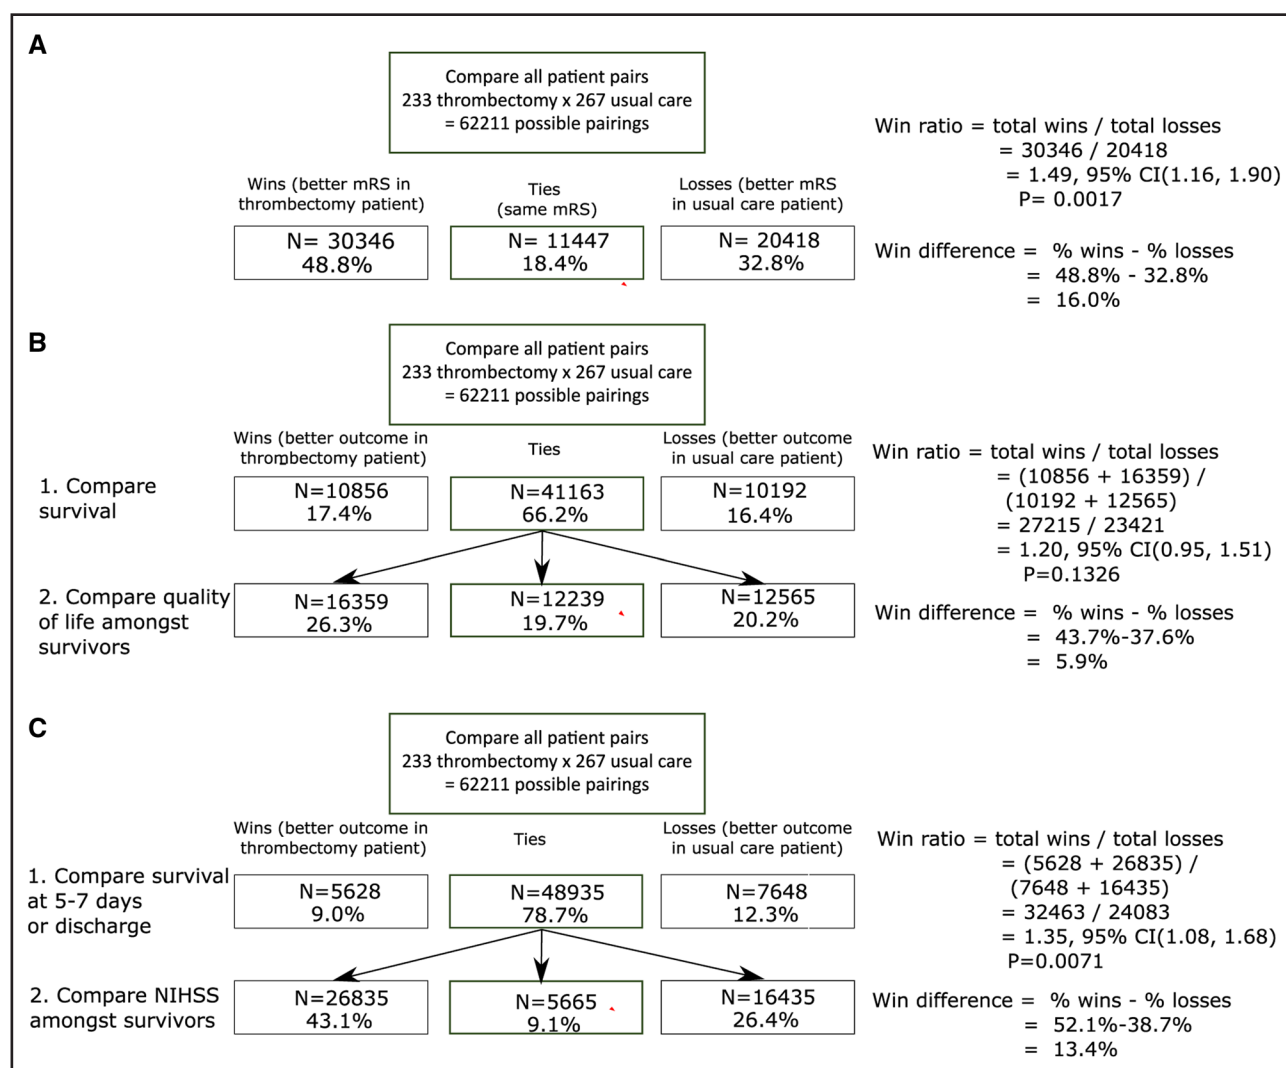 A
Compare all patient pairs
233 thrombectomy x 267 usual care
= 62211 possible pairings
Wins (better mRS in
thrombectomy patient)
Ties
(same mRS)
Losses (better mRS
in usual care patient)
N= 30346
48.8%
N= 11447
18.4%
N= 20418
32.8%
Win ratio = total wins / total losses
= 30346 / 20418
= 1.49, 95% CI(1.16, 1.90)
P= 0.0017
Win difference = % wins - % losses
= 48.8% - 32.8%
= 16.0%
B
Compare all patient pairs
233 thrombectomy x 267 usual care
= 62211 possible pairings
Wins (better outcome in
thrombectomy patient)
Ties
Losses (better outcome
in usual care patient)
1. Compare
survival
N=10856
17.4%
N=41163
66.2%
N=10192
16.4%
2. Compare quality
of life amongst
survivors
N=16359
26.3%
N=12239
19.7%
N=12565
20.2%
Win ratio = total wins / total losses
= (10856 + 16359) /
(10192 + 12565)
= 27215 / 23421
= 1.20, 95% CI(0.95, 1.51)
P=0.1326
Win difference = % wins - % losses
= 43.7%-37.6%
= 5.9%
C
Compare all patient pairs
233 thrombectomy x 267 usual care
= 62211 possible pairings
Wins (better outcome in
thrombectomy patient)
Ties
Losses (better outcome
in usual care patient)
1. Compare survival
at 5-7 days
or discharge
N=5628
9.0%
N=48935
78.7%
N=7648
12.3%
2. Compare NIHSS
amongst survivors
N=26835
43.1%
N=5665
9.1%
N=16435
26.4%
Win ratio = total wins / total losses
= (5628 + 26835) /
(7648 + 16435)
= 32463 / 24083
= 1.35, 95% CI(1.08, 1.68)
P=0.0071
Win difference = % wins - % losses
= 52.1%-38.7%
= 13.4%